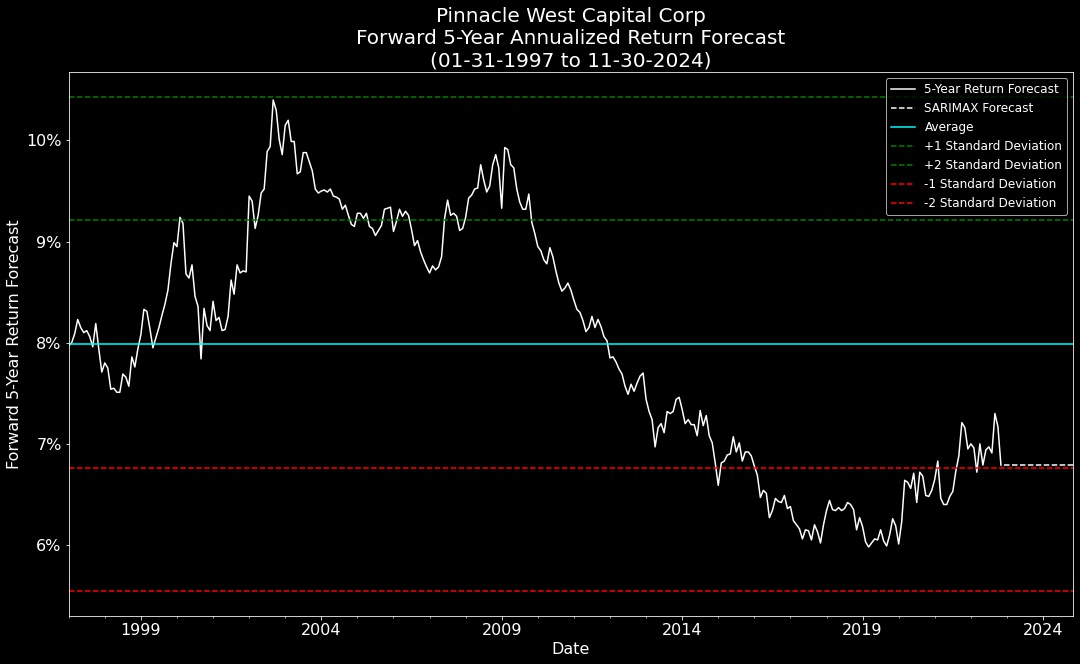 Pinnacle West Capital Corp
Forward 5-Year Annualized Return Forecast
(01-31-1997 to 11-30-2024)
5-Year Return Forecast
SARIMAX Forecast
Average
+1 Standard Deviation
+2 Standard Deviation
-1 Standard Deviation
-2 Standard Deviation
Forward 5-Year Return Forecast
10%
9%
8%
7%
6%
1999
2004
2009
2014
2019
2024
Date